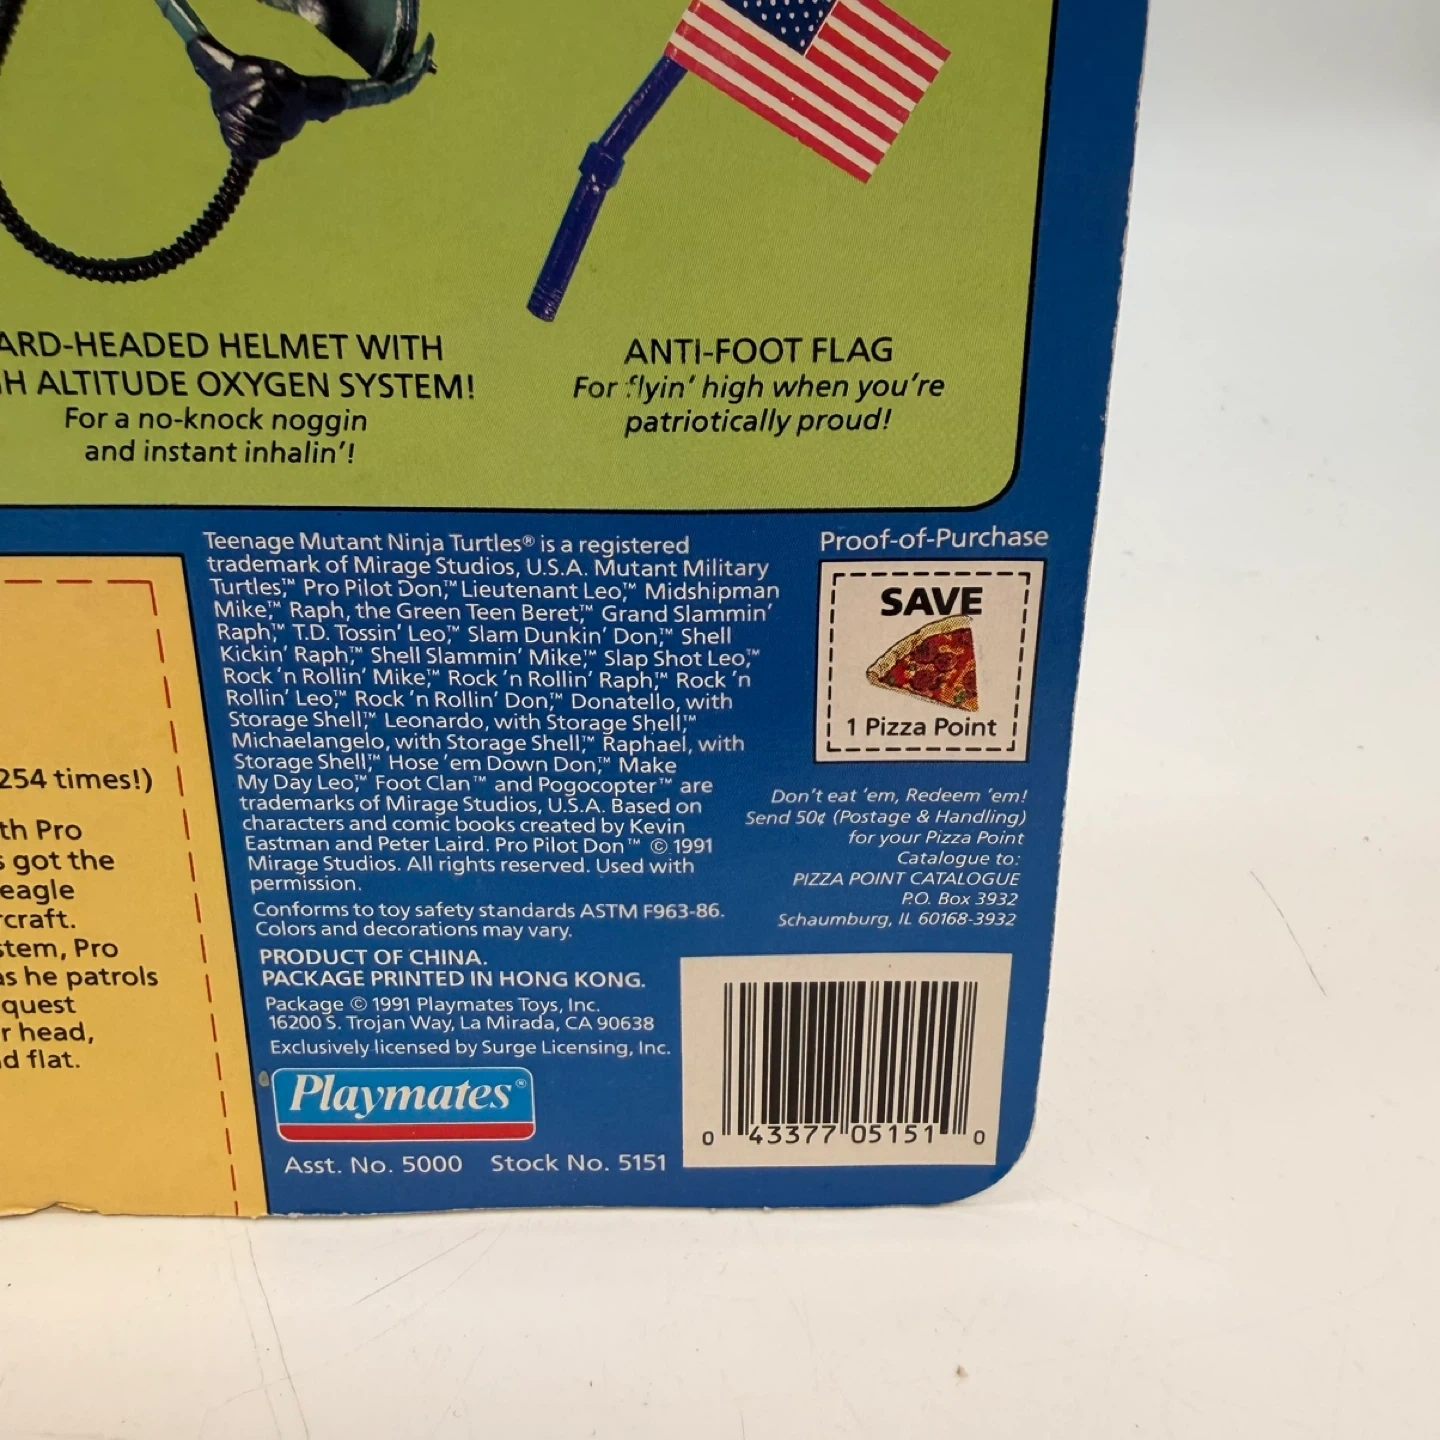 ARD-HEADED HELMET WITH
H ALTITUDE OXYGEN SYSTEM!
For a no-knock noggin
and instant inhalin'!
ANTI-FOOT FLAG
For flyin' high when you're
patriotically proud!
254 times!)
th Pro
s got the
eagle
rcraft.
stem, Pro
as he patrols
quest
r head,
d flat.
Teenage Mutant Ninja Turtles® is a registered
trademark of Mirage Studios, U.S.A. Mutant Military
Turtles,™ Pro Pilot Don,™ Lieutenant Leo,™ Midshipman
Mike,™ Raph, the Green Teen Beret,™ Grand Slammin'
Raph,™ T.D. Tossin' Leo,™ Slam Dunkin' Don,™ Shell
Kickin' Raph,™ Shell Slammin' Mike,™ Slap Shot Leo,™
Rock 'n Rollin' Mike,™ Rock 'n Rollin' Raph,™ Rock 'n
Rollin' Leo,™ Rock 'n Rollin' Don,™ Donatello, with
Storage Shell,™ Leonardo, with Storage Shell,™
Michaelangelo, with Storage Shell,™ Raphael, with
Storage Shell,™ Hose 'em Down Don,™ Make
My Day Leo,™ Foot Clan™ and Pogocopter™ are
trademarks of Mirage Studios, U.S.A. Based on
characters and comic books created by Kevin
Eastman and Peter Laird. Pro Pilot Don™ © 1991
Mirage Studios. All rights reserved. Used with
permission.
Conforms to toy safety standards ASTM F963-86.
Colors and decorations may vary.
PRODUCT OF CHINA.
PACKAGE PRINTED IN HONG KONG.
Package © 1991 Playmates Toys, Inc.
16200 S. Trojan Way, La Mirada, CA 90638
Exclusively licensed by Surge Licensing, Inc.
Playmates®
Asst. No. 5000 Stock No. 5151
Proof-of-Purchase
SAVE
1 Pizza Point
Don't eat 'em, Redeem 'em!
Send 50¢ (Postage & Handling)
for your Pizza Point
Catalogue to:
PIZZA POINT CATALOGUE
P.O. Box 3932
Schaumburg, IL 60168-3932
0 43377 05151 0